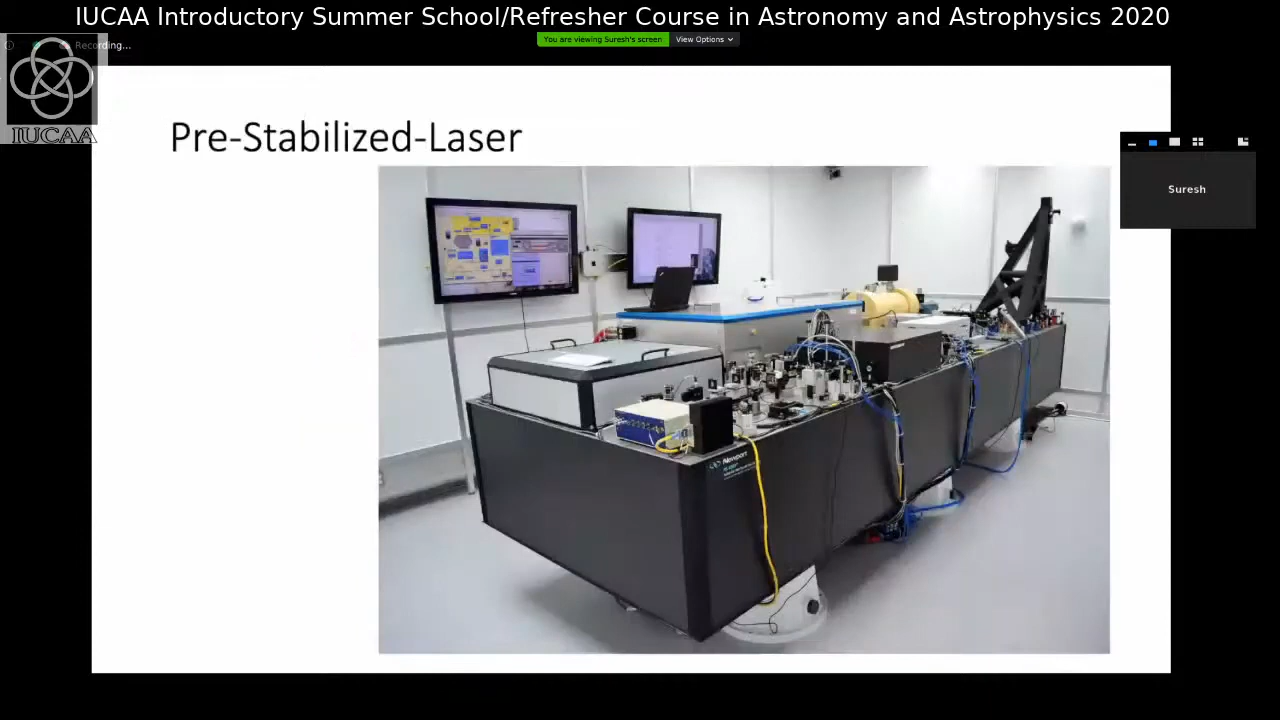 IUCAA Introductory Summer School/Refresher Course in Astronomy and Astrophysics 2020
You are viewing Suresh's screen
View Options
Recording...
IUCAA
Pre-Stabilized-Laser
Suresh
Newport